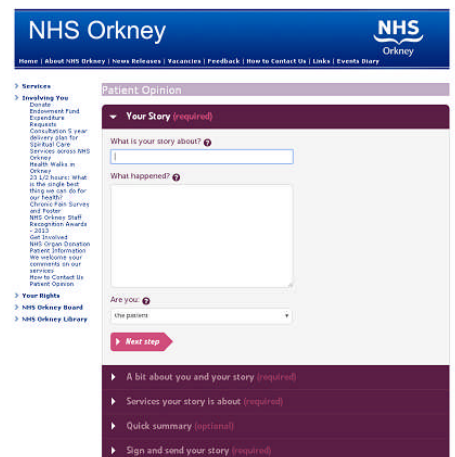 NHS Orkney
NHS
Orkney
Home | About NHS Orkney | News Releases | Vacancies | Feedback | How to Contact Us | Links | Events Diary
Services
Involving You
Donate
Endowment Fund
Expenditure
Requests
Consultation 5 year
delivery plan for
Spiritual Care
Services across NHS
Orkney
Health Walks in
Orkney
23 1/2 hours: What
is the single best
thing we can do for
our health?
Chronic Pain Survey
and Poster
NHS Orkney Staff
Recognition Awards
- 2013
Get Involved
NHS Organ Donation
Patient Information
We welcome your
comments on our
services
How to Contact Us
Patient Opinion
Your Rights
NHS Orkney Board
NHS Orkney Library
Patient Opinion
Your Story (required)
What is your story about?
What happened?
Are you:
the patient
Next step
A bit about you and your story (required)
Services your story is about (required)
Quick summary (optional)
Sign and send your story (required)